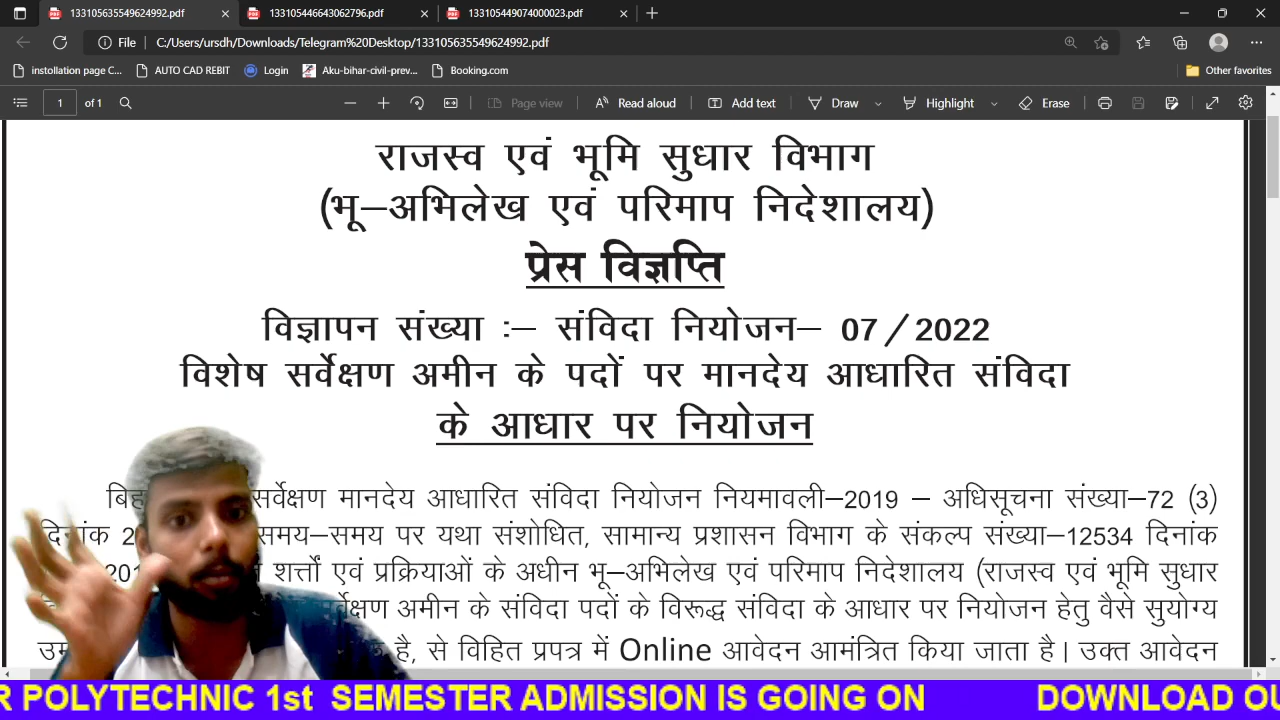 133105635549624992.pdf
133105446643062796.pdf
133105449074000023.pdf
File
C:/Users/ursdh/Downloads/Telegram%20Desktop/133105635549624992.pdf
instollation page C...
AUTO CAD REBIT
Login
Aku-bihar-civil-prev...
Booking.com
Other favorites
1
of 1
Page view
Read aloud
Add text
Draw
Highlight
Erase
राजस्व एवं भूमि सुधार विभाग
(भू–अभिलेख एवं परिमाप निदेशालय)
प्रेस विज्ञप्ति
विज्ञापन संख्या :– संविदा नियोजन– 07/2022
विशेष सर्वेक्षण अमीन के पदों पर मानदेय आधारित संविदा
के आधार पर नियोजन
सर्वेक्षण मानदेय आधारित संविदा नियोजन नियमावली–2019 – अधिसूचना संख्या–72 (3)
दिनांक समय–समय पर यथा संशोधित, सामान्य प्रशासन विभाग के संकल्प संख्या–12534 दिनांक
शर्त्तों एवं प्रक्रियाओं के अधीन भू–अभिलेख एवं परिमाप निदेशालय (राजस्व एवं भूमि सुधार
अमीन के संविदा पदों के विरूद्ध संविदा के आधार पर नियोजन हेतु वैसे सुयोग्य
है, से विहित प्रपत्र में Online आवेदन आमंत्रित किया जाता है। उक्त आवेदन
R POLYTECHNIC 1st SEMESTER ADMISSION IS GOING ON
DOWNLOAD OU